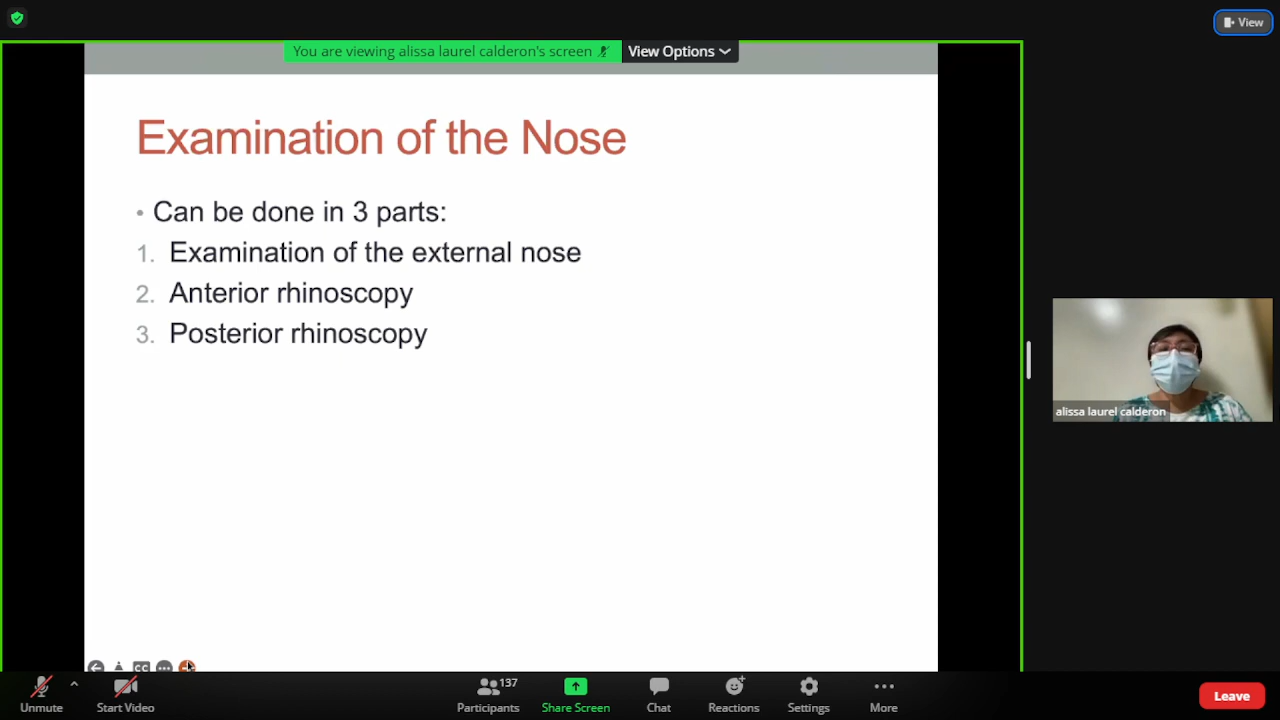 View
You are viewing alissa laurel calderon's screen
View Options
Examination of the Nose
• Can be done in 3 parts:
1. Examination of the external nose
2. Anterior rhinoscopy
3. Posterior rhinoscopy
alissa laurel calderon
CC
Unmute
Start Video
Participants
137
Share Screen
Chat
Reactions
Settings
More
Leave